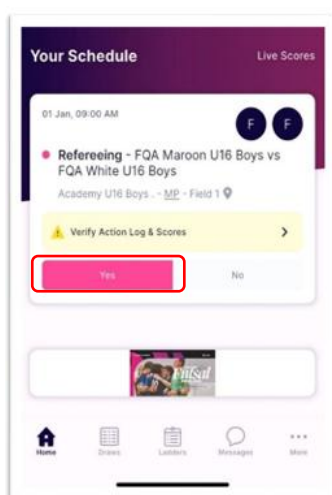 Your Schedule
Live Scores
01 Jan, 09:00 AM
F F
Refereeing - FQA Maroon U16 Boys vs
FQA White U16 Boys
Academy U16 Boys . - MP - Field 1
Verify Action Log & Scores
Yes
No
Futsal
Home
Draws
Ladders
Messages
More